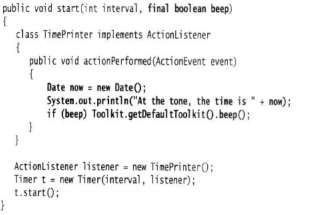 public void start(int interval, final boolean beep)
{
class TimePrinter implements ActionListener
{
public void actionPerformed(ActionEvent event)
{
Date now = new Date();
System.out.println("At the tone, the time is " + now);
if (beep) Toolkit.getDefaultToolkit().beep();
}
}
ActionListener listener = new TimePrinter();
Timer t = new Timer(interval, listener);
t.start();
}